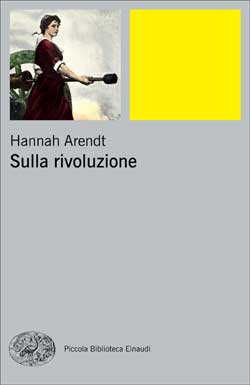 Hannah Arendt
Sulla rivoluzione
Piccola Biblioteca Einaudi